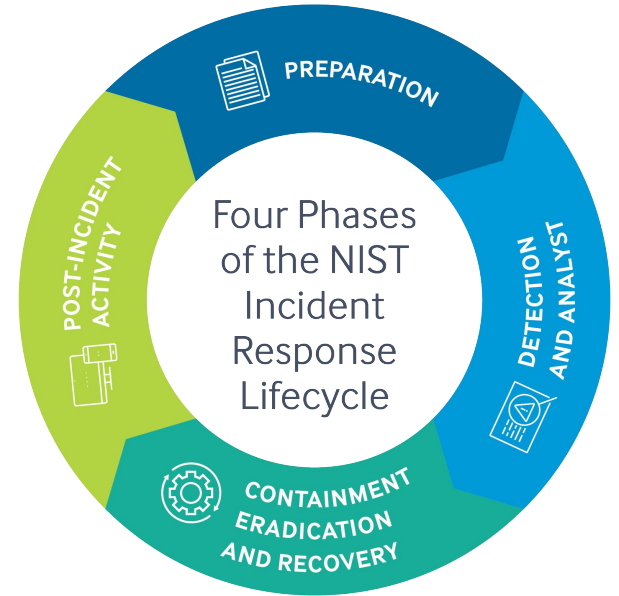 PREPARATION
Four Phases
of the NIST
Incident
Response
Lifecycle
DETECTION
AND ANALYST
CONTAINMENT
ERADICATION
AND RECOVERY
POST-INCIDENT
ACTIVITY